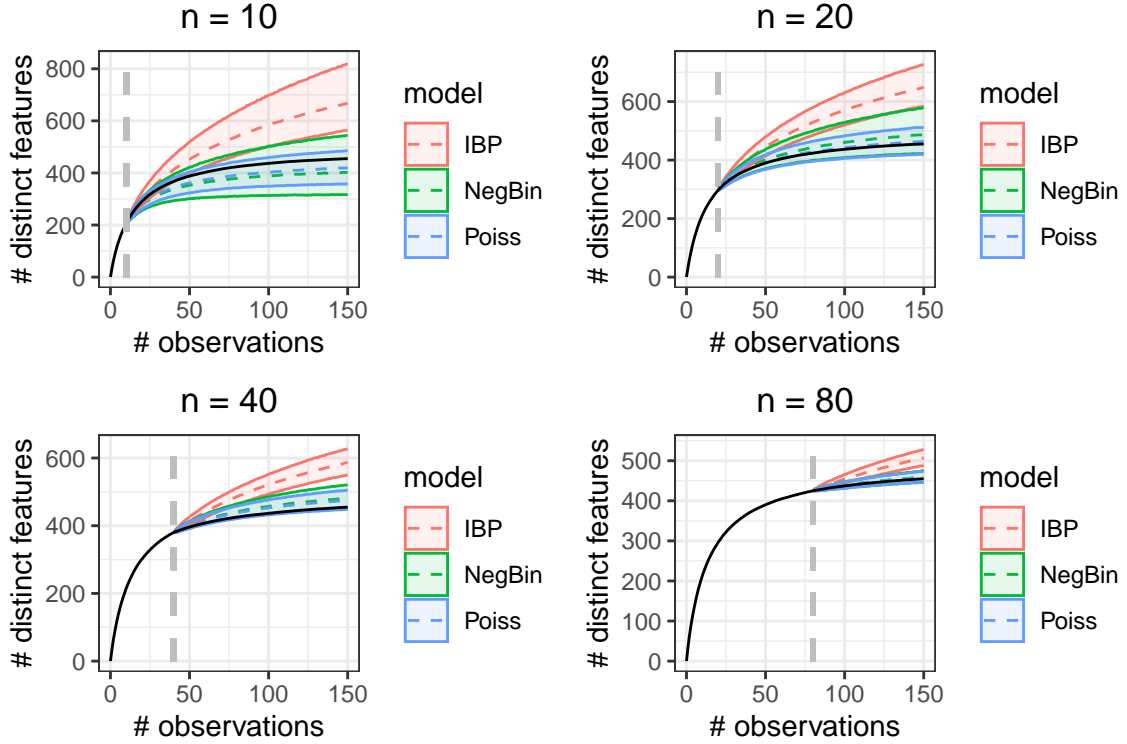 n = 10
# distinct features
800
600
400
200
0
0 50 100 150
# observations
model
IBP
NegBin
Poiss
n = 20
# distinct features
600
400
200
0
0 50 100 150
# observations
model
IBP
NegBin
Poiss
n = 40
# distinct features
600
400
200
0
0 50 100 150
# observations
model
IBP
NegBin
Poiss
n = 80
# distinct features
500
400
300
200
100
0
0 50 100 150
# observations
model
IBP
NegBin
Poiss